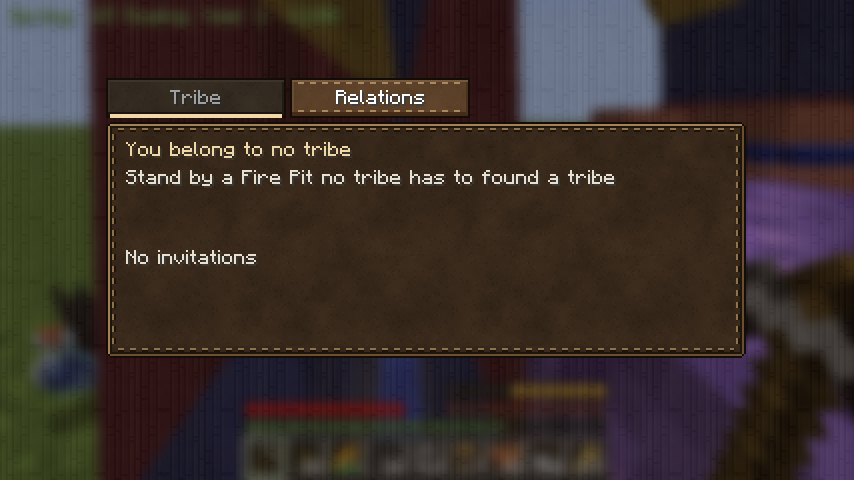 Tribe
Relations
You belong to no tribe
Stand by a Fire Pit no tribe has to found a tribe
No invitations